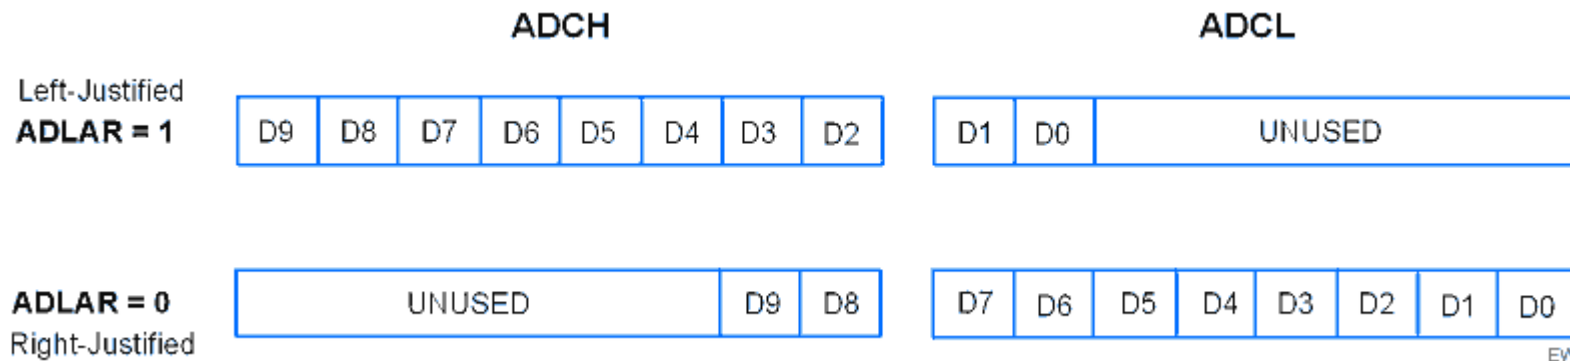 ADCH ADCL
Left-Justified
ADLAR = 1
D9 D8 D7 D6 D5 D4 D3 D2 D1 D0 UNUSED
ADLAR = 0
UNUSED D9 D8 D7 D6 D5 D4 D3 D2 D1 D0
Right-Justified